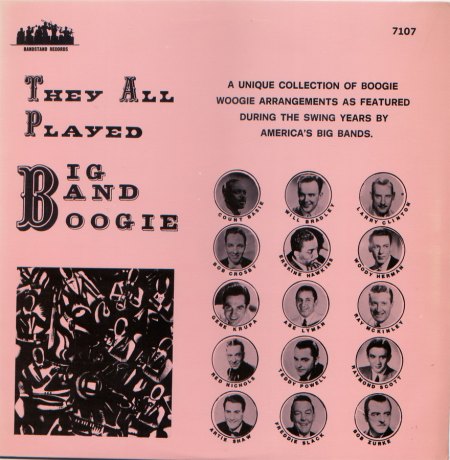 BANDSTAND RECORDS
7107
THEY ALL
PLAYED
BIG
BAND
BOOGIE
A UNIQUE COLLECTION OF BOOGIE
WOOGIE ARRANGEMENTS AS FEATURED
DURING THE SWING YEARS BY
AMERICA'S BIG BANDS.
COUNT BASIE
WILL BRADLEY
LARRY CLINTON
BOB CROSBY
ERSKINE HAWKINS
WOODY HERMAN
GENE KRUPA
ABE LYMAN
RAY MCKINLEY
RED NICHOLS
TEDDY POWELL
RAYMOND SCOTT
ARTIE SHAW
FREDDIE SLACK
BOB ZURKE